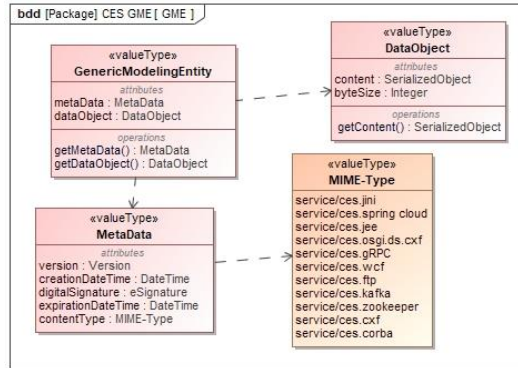 bdd [Package] CES GME [ GME ]
«valueType»
GenericModelingEntity
attributes
metaData : MetaData
dataObject : DataObject
operations
getMetaData() : MetaData
getDataObject() : DataObject
«valueType»
DataObject
attributes
content : SerializedObject
byteSize : Integer
operations
getContent() : SerializedObject
«valueType»
MetaData
attributes
version : Version
creationDateTime : DateTime
digitalSignature : eSignature
expirationDateTime : DateTime
contentType : MIME-Type
«valueType»
MIME-Type
service/ces.jini
service/ces.spring cloud
service/ces.jee
service/ces.osgi.ds.cxf
service/ces.gRPC
service/ces.wcf
service/ces.ftp
service/ces.kafka
service/ces.zookeeper
service/ces.cxf
service/ces.corba